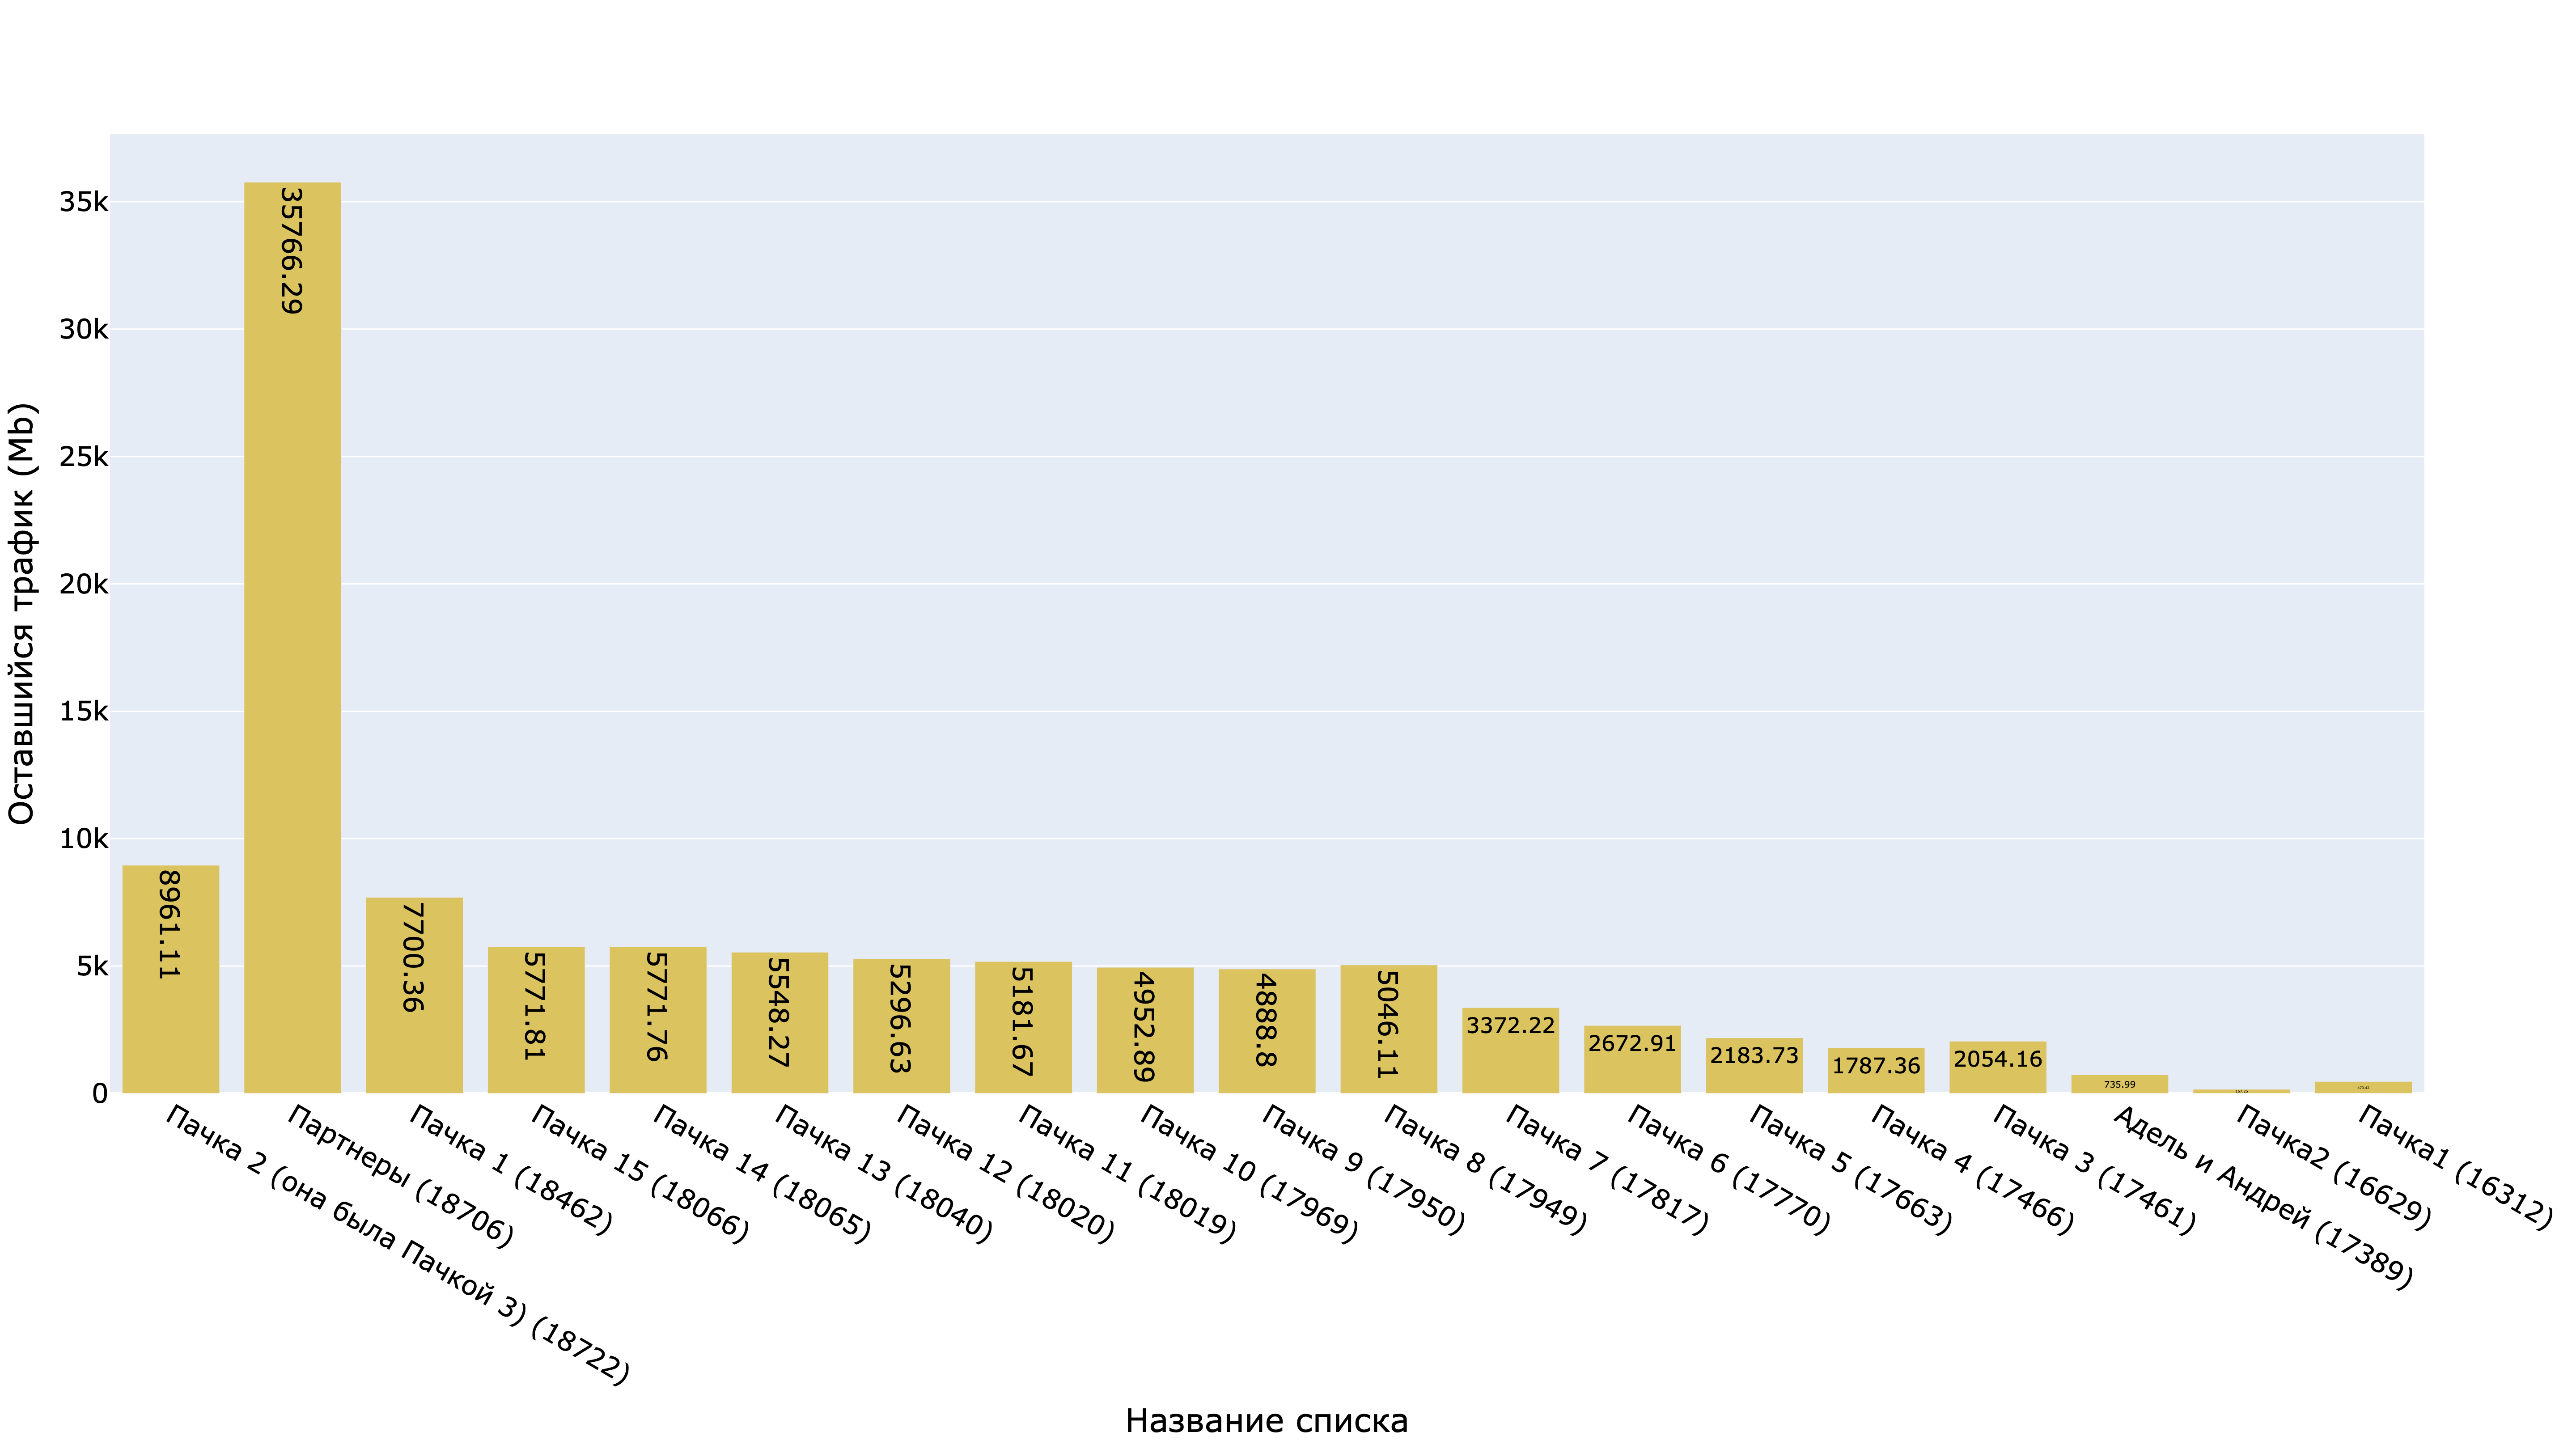 Оставшийся трафик (Mb)
35k
30k
25k
20k
15k
10k
5k
0
8961.11
35766.29
7700.36
5771.81
5771.76
5548.27
5296.63
5181.67
4952.89
4888.8
5046.11
3372.22
2672.91
2183.73
1787.36
2054.16
735.99
Пачка 2 (она была Пачкой 3) (18722)
Партнеры (18706)
Пачка 1 (18462)
Пачка 15 (18066)
Пачка 14 (18065)
Пачка 13 (18040)
Пачка 12 (18020)
Пачка 11 (18019)
Пачка 10 (17969)
Пачка 9 (17950)
Пачка 8 (17949)
Пачка 7 (17817)
Пачка 6 (17770)
Пачка 5 (17663)
Пачка 4 (17466)
Пачка 3 (17461)
Адель и Андрей (17389)
Пачка2 (16629)
Пачка1 (16312)
Название списка